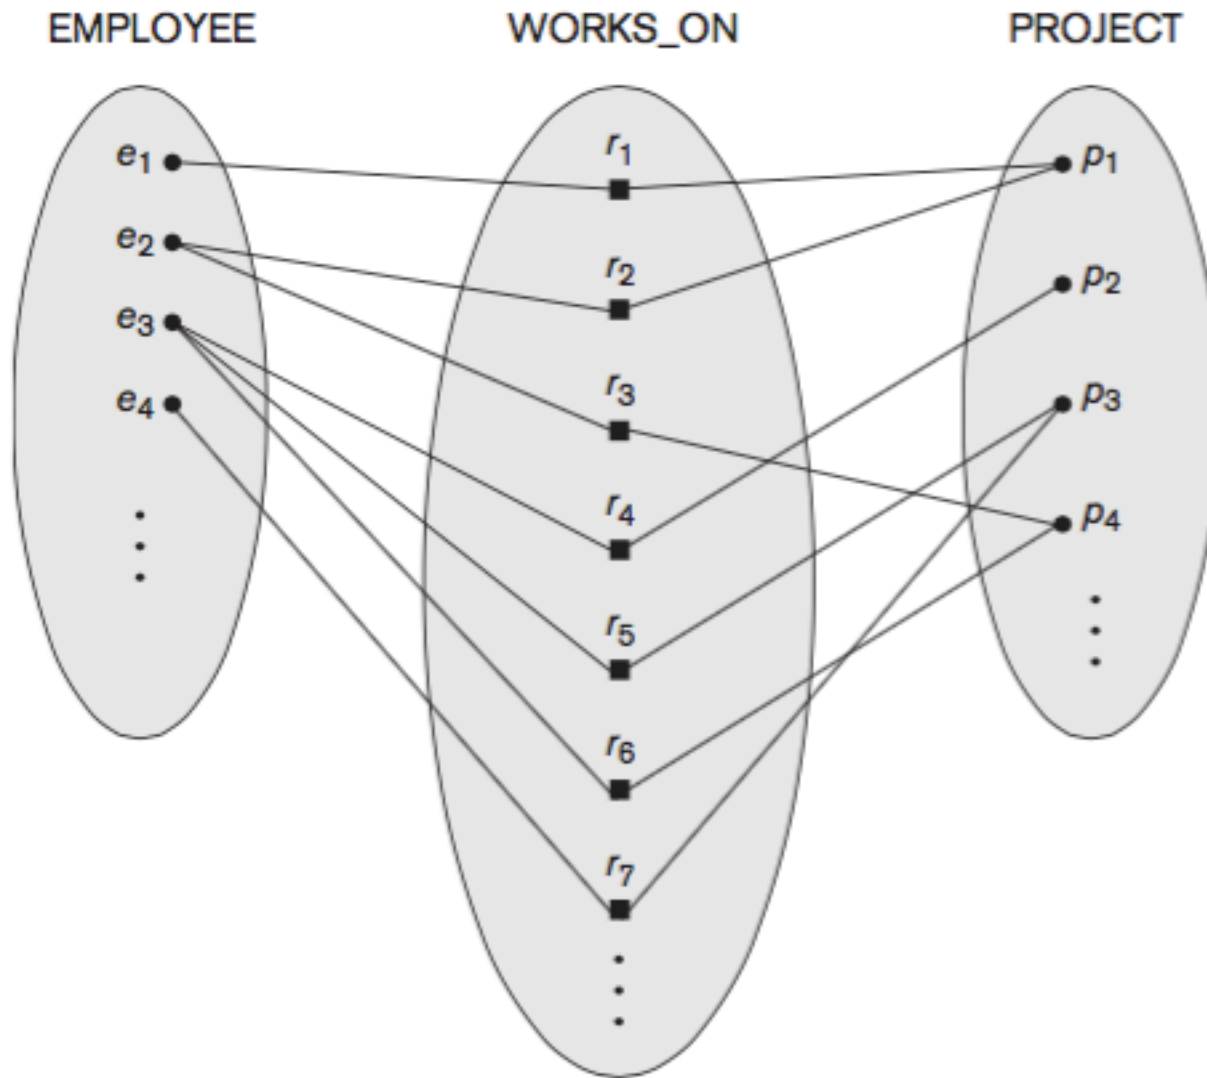 EMPLOYEE WORKS_ON PROJECT
e1 r1 p1
e2 r2 p2
e3 r3 p3
e4 r4 p4
r5
r6
r7